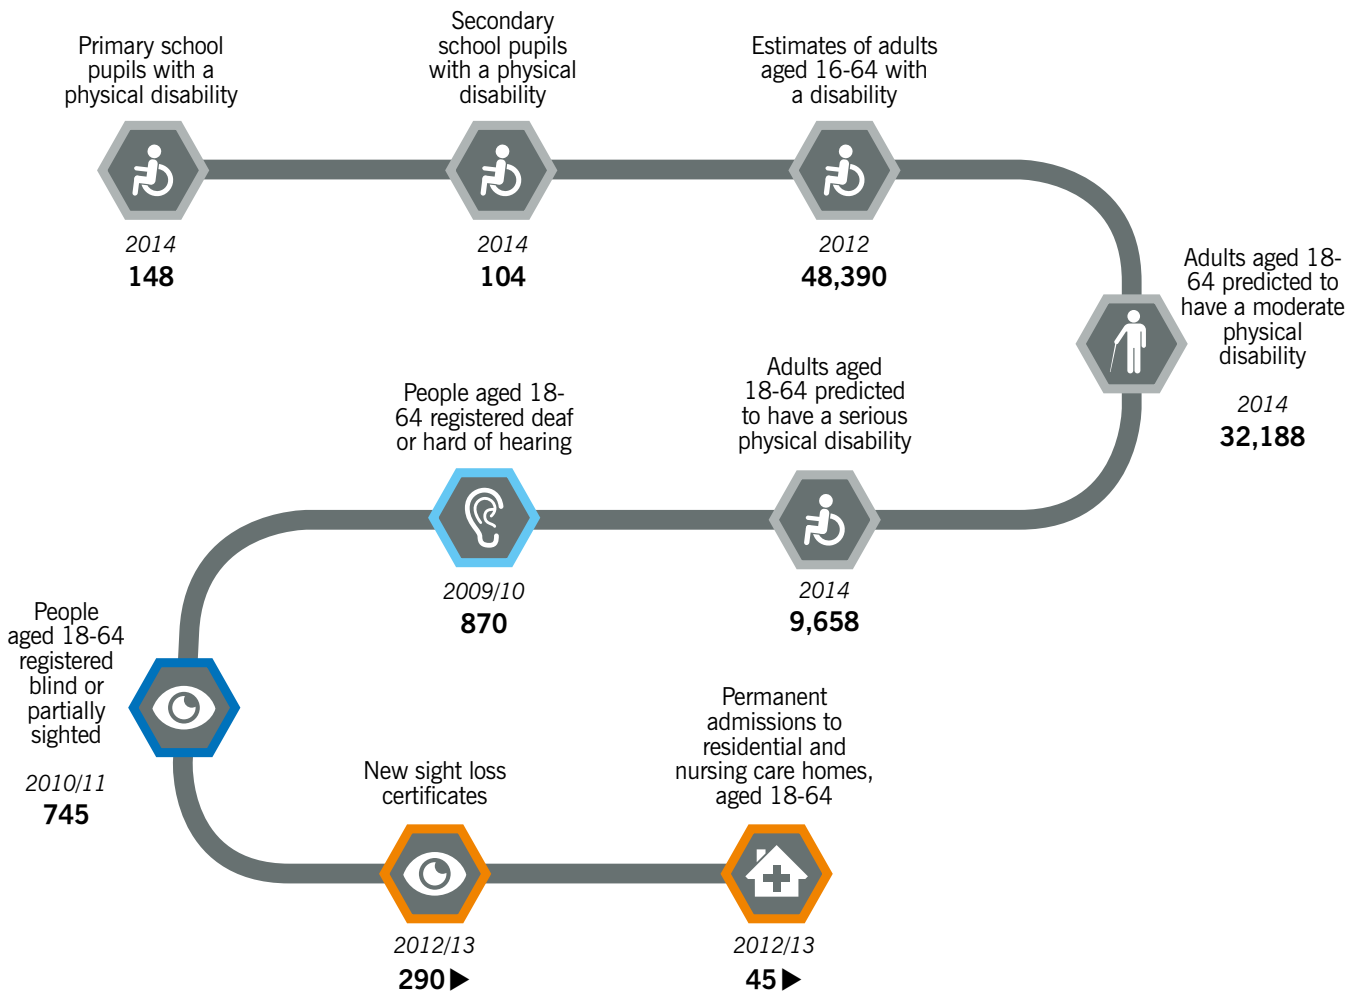 Primary school
pupils with a
physical disability
2014
148
Secondary
school pupils
with a physical
disability
2014
104
Estimates of adults
aged 16-64 with
a disability
2012
48,390
Adults aged 18-
64 predicted to
have a moderate
physical
disability
2014
32,188
Adults aged
18-64 predicted
to have a serious
physical disability
2014
9,658
People aged 18-
64 registered deaf
or hard of hearing
2009/10
870
People
aged 18-64
registered
blind or
partially
sighted
2010/11
745
New sight loss
certificates
2012/13
290▶
Permanent
admissions to
residential and
nursing care homes,
aged 18-64
2012/13
45▶